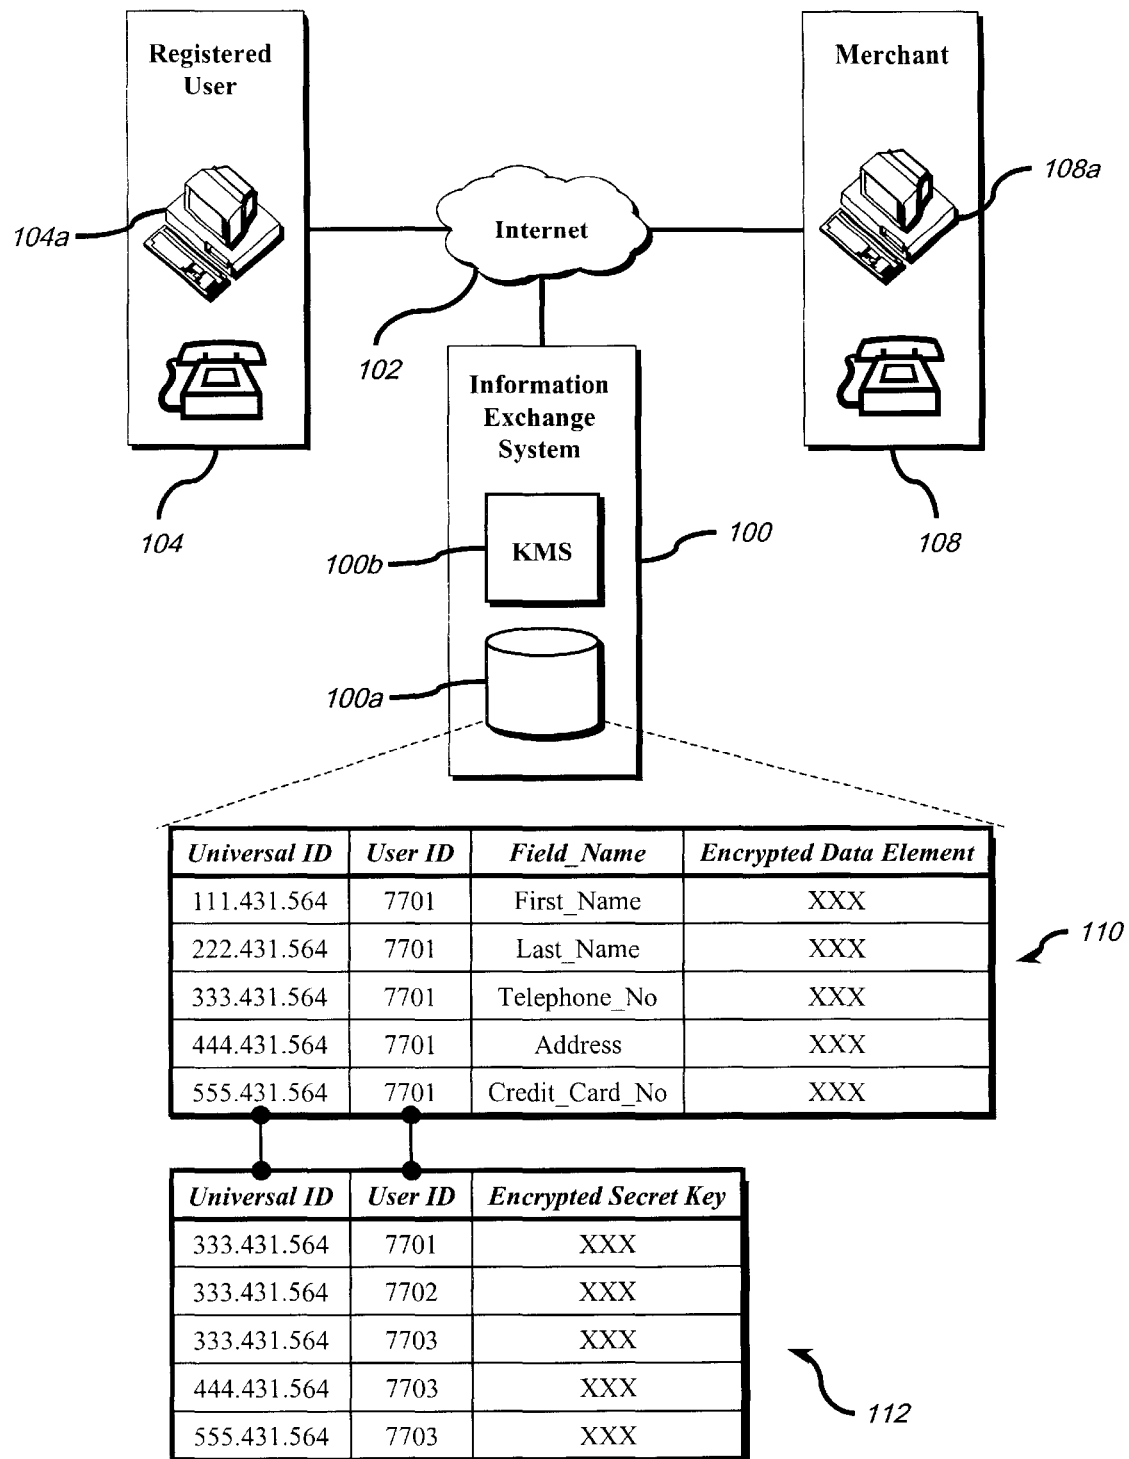 Registered
User
Merchant
108a
104a
Internet
102
Information
Exchange
System
104
108
100
KMS
100b
100a
Universal ID User ID Field_Name Encrypted Data Element
111.431.564 7701 First_Name XXX
222.431.564 7701 Last_Name XXX
110
333.431.564 7701 Telephone_No XXX
444.431.564 7701 Address XXX
555.431.564 7701 Credit_Card_No XXX
Universal ID User ID Encrypted Secret Key
333.431.564 7701 XXX
333.431.564 7702 XXX
333.431.564 7703 XXX
444.431.564 7703 XXX
112
555.431.564 7703 XXX